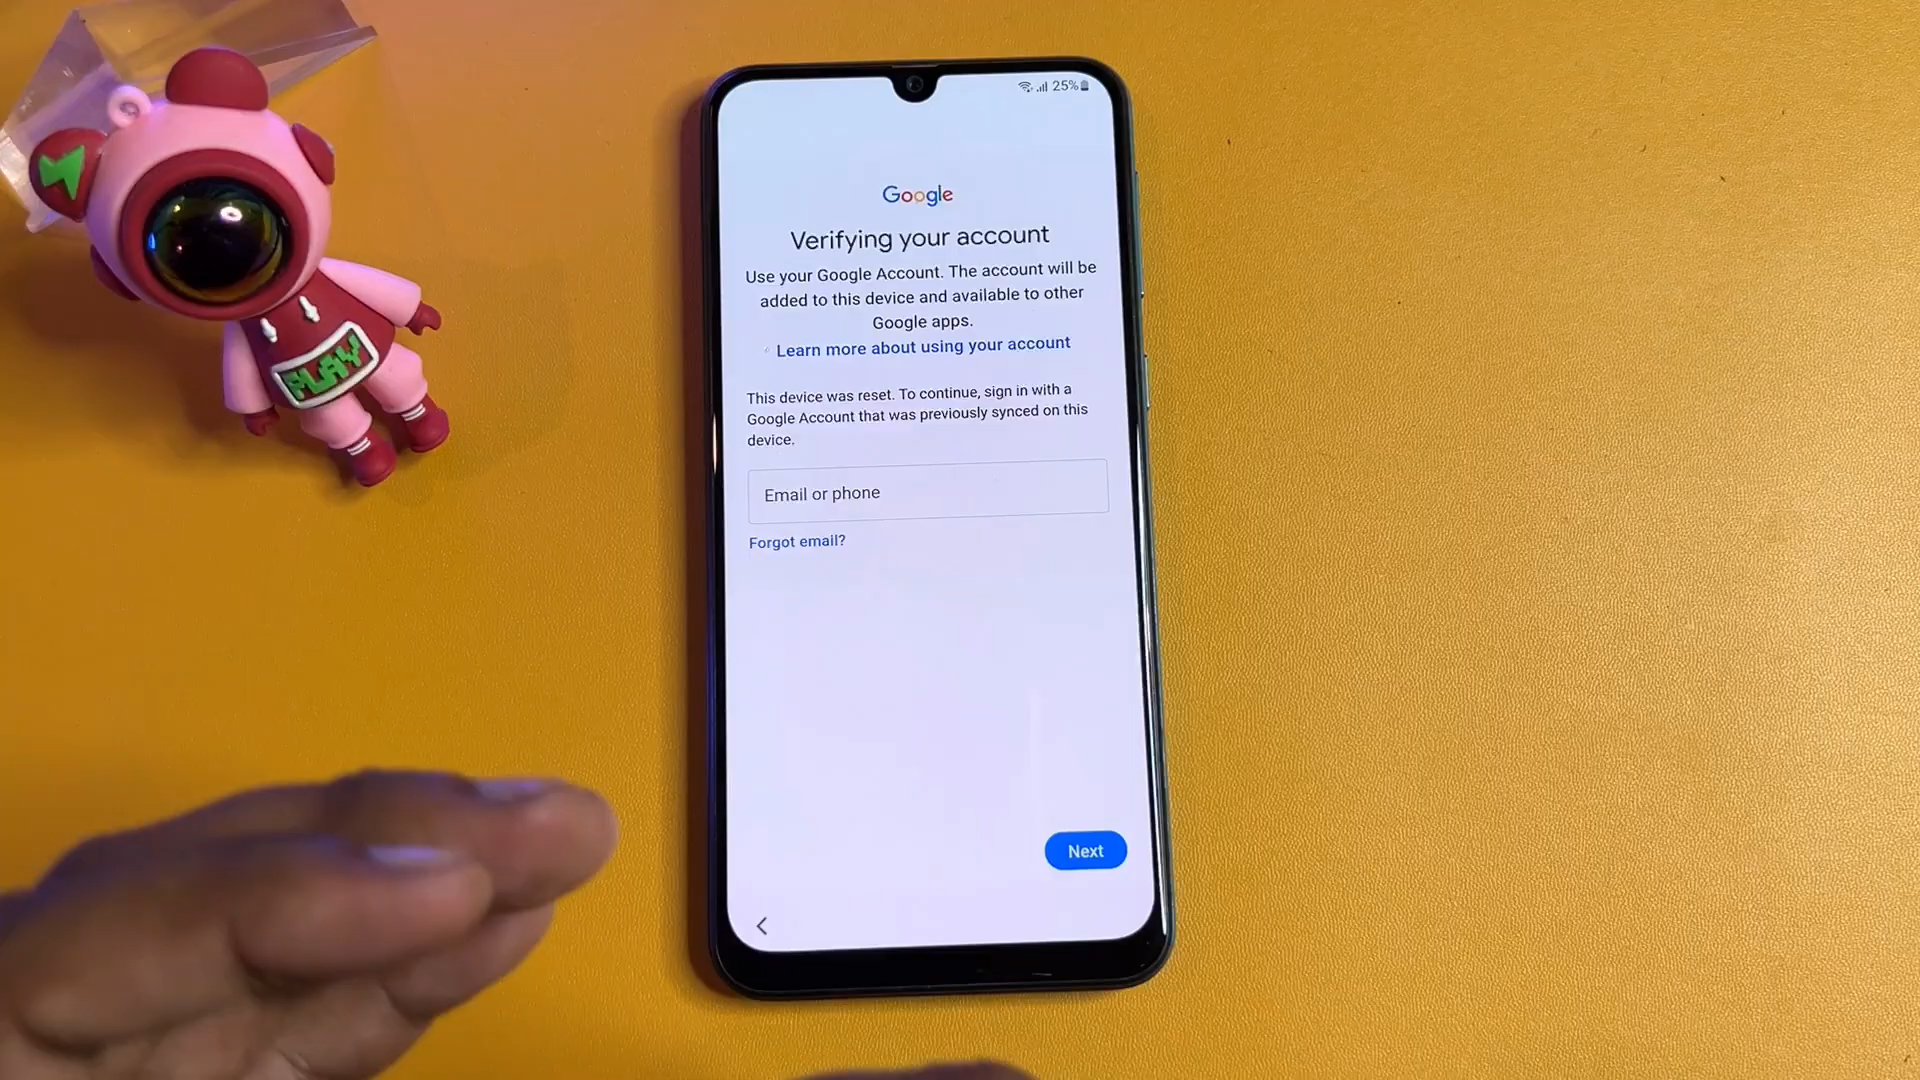 25%
Google
Verifying your account
Use your Google Account. The account will be
added to this device and available to other
Google apps.
Learn more about using your account
This device was reset. To continue, sign in with a
Google Account that was previously synced on this
device.
Email or phone
Forgot email?
Next
PLAY